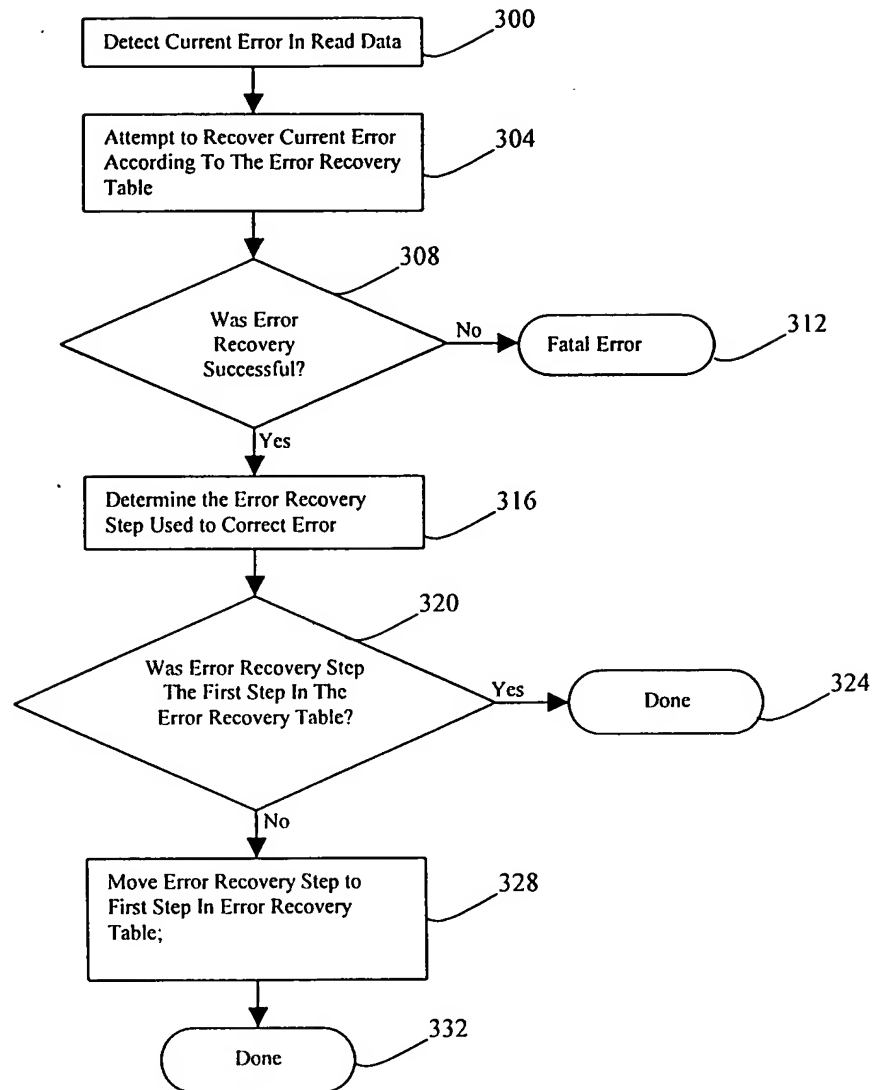 300
Detect Current Error In Read Data
Attempt to Recover Current Error
According To The Error Recovery
Table
304
308
Was Error
Recovery
Successful?
No
Fatal Error
312
Yes
Determine the Error Recovery
Step Used to Correct Error
316
320
Was Error Recovery Step
The First Step In The
Error Recovery Table?
Yes
Done
324
No
Move Error Recovery Step to
First Step In Error Recovery
Table;
328
Done
332